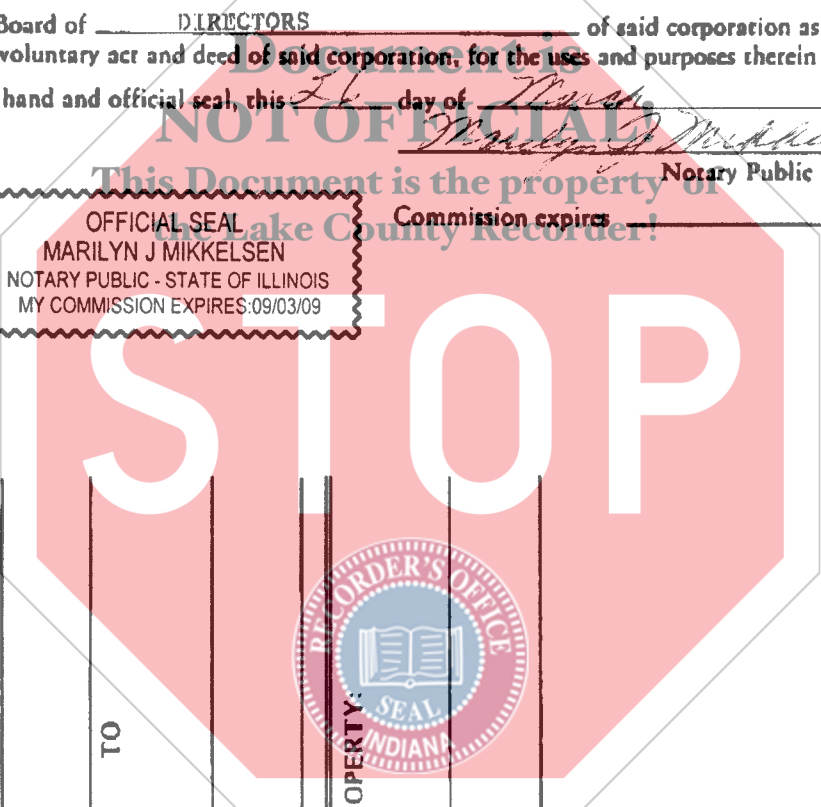 Board of DIRECTORS of said corporation as
voluntary act and deed of said corporation, for the uses and purposes therein
hand and official seal, this day of March
Notary Public
Commission expires
OFFICIAL SEAL
MARILYN J MIKKELSEN
NOTARY PUBLIC - STATE OF ILLINOIS
MY COMMISSION EXPIRES:09/03/09
Document is
NOT OFFICIAL!
This Document is the property of
the Lake County Recorder!
STOP
RECORDER'S OFFICE
SEAL
INDIANA
TO
OPERTY: